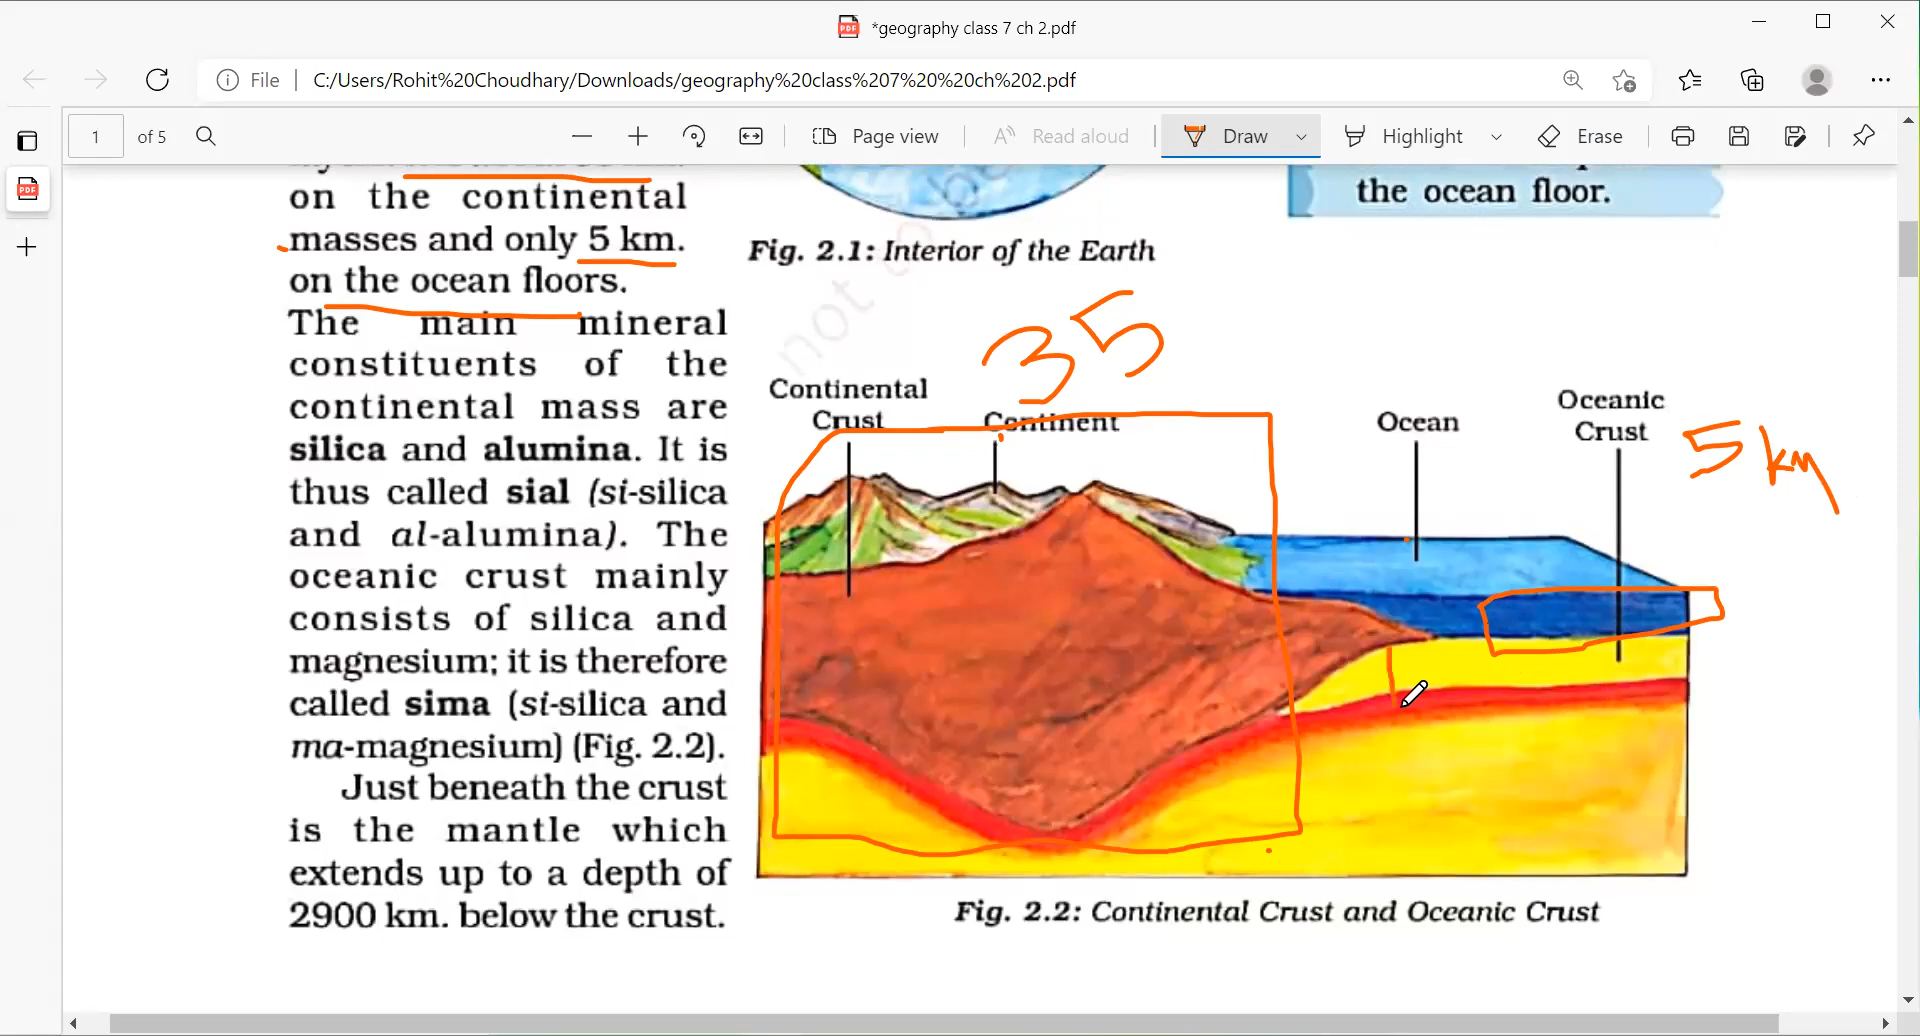 *geography class 7 ch 2.pdf
File
C:/Users/Rohit%20Choudhary/Downloads/geography%20class%207%20%20ch%202.pdf
1 of 5
Page view
Read aloud
Draw
Highlight
Erase
on the continental
masses and only 5 km.
on the ocean floors.
The main mineral
constituents of the
continental mass are
silica and alumina. It is
thus called sial (si-silica
and al-alumina). The
oceanic crust mainly
consists of silica and
magnesium; it is therefore
called sima (si-silica and
ma-magnesium) (Fig. 2.2).
Just beneath the crust
is the mantle which
extends up to a depth of
2900 km. below the crust.
the ocean floor.
Fig. 2.1: Interior of the Earth
not
35
Continental
Crust
Continent
Ocean
Oceanic
Crust
5 km
Fig. 2.2: Continental Crust and Oceanic Crust